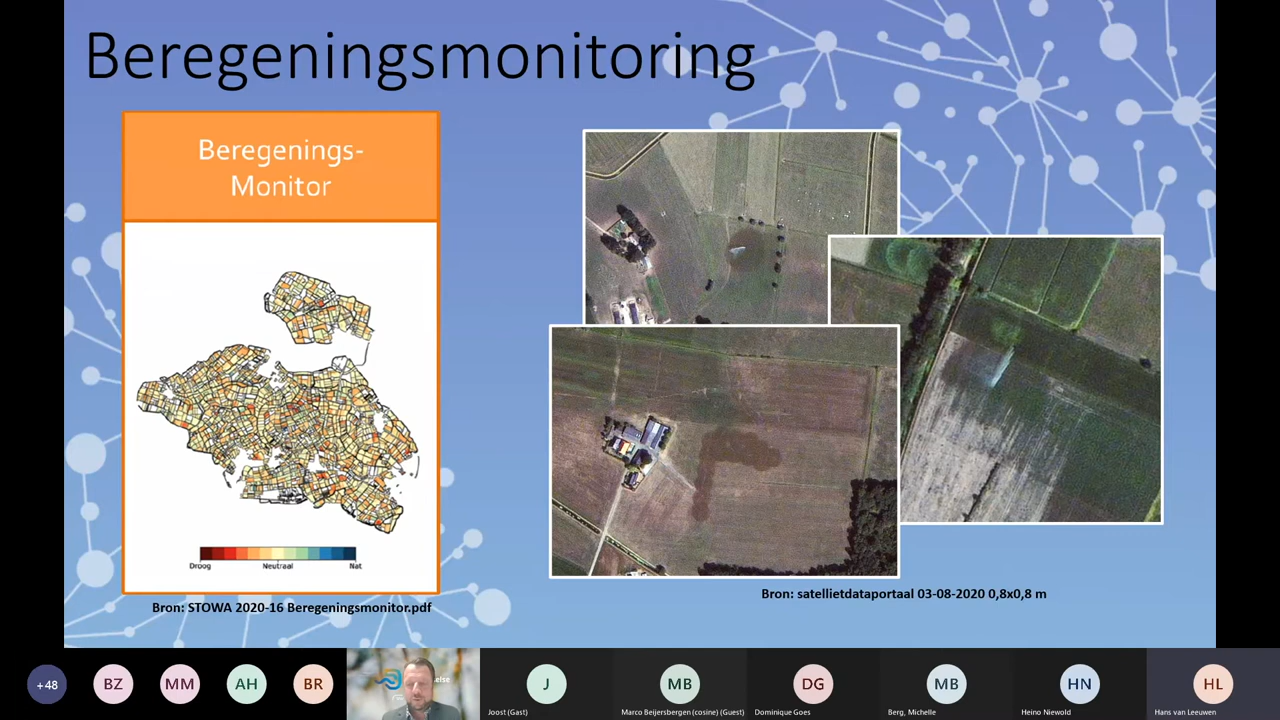 Beregeningsmonitoring
Beregenings-
Monitor
Droog
Neutraal
Nat
Bron: STOWA 2020-16 Beregeningsmonitor.pdf
Bron: satellietdataportaal 03-08-2020 0,8x0,8 m
+48
BZ
MM
AH
BR
else
J
MB
DG
MB
HN
HL
Joost (Gast)
Marco Beijersbergen (cosine) (Guest)
Dominique Goes
Berg, Michelle
Heino Niewold
Hans van Leeuwen